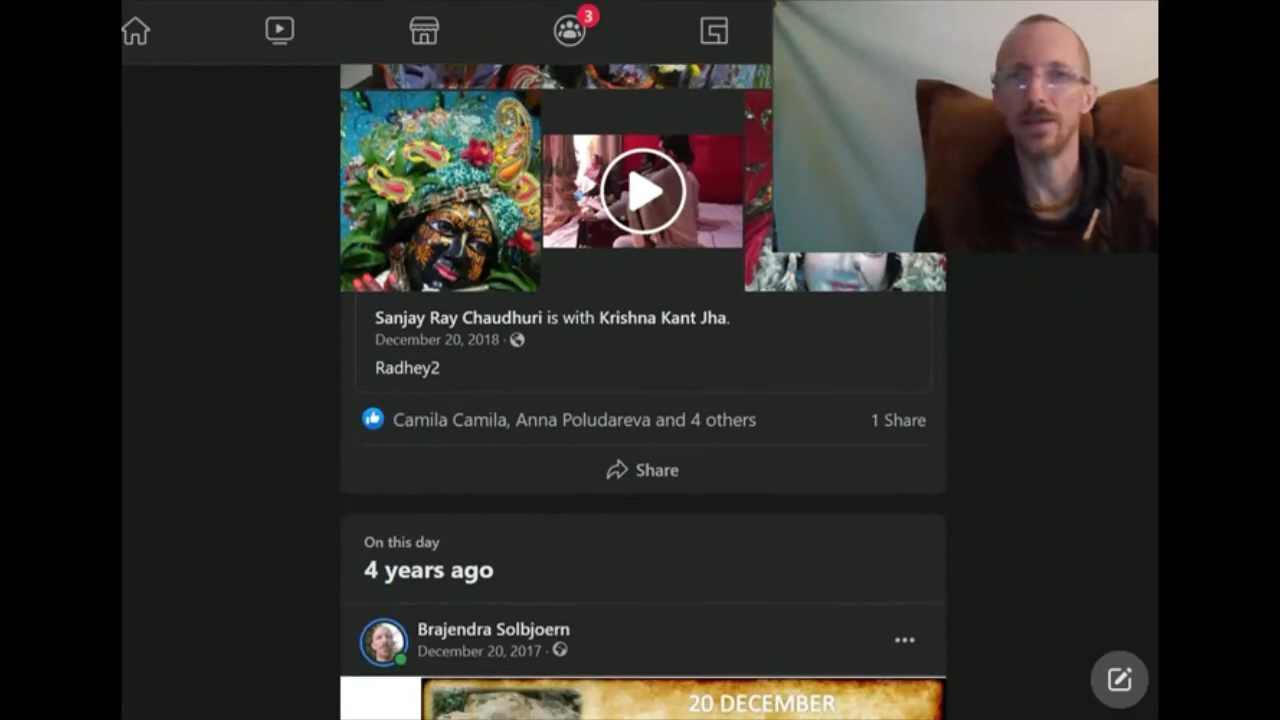 3
Sanjay Ray Chaudhuri is with Krishna Kant Jha.
December 20, 2018 ·
Radhey2
Camila Camila, Anna Poludareva and 4 others
1 Share
Share
On this day
4 years ago
Brajendra Solbjoern
December 20, 2017 ·
20 DECEMBER